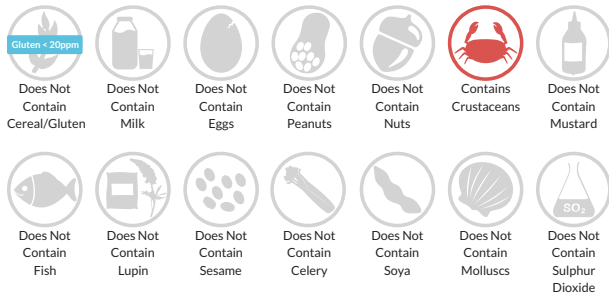 Gluten < 20ppm
Does Not
Contain
Cereal/Gluten
Does Not
Contain
Milk
Does Not
Contain
Eggs
Does Not
Contain
Peanuts
Does Not
Contain
Nuts
Contains
Crustaceans
Does Not
Contain
Mustard
Does Not
Contain
Fish
Does Not
Contain
Lupin
Does Not
Contain
Sesame
Does Not
Contain
Celery
Does Not
Contain
Soya
Does Not
Contain
Molluscs
SO₂
Does Not
Contain
Sulphur
Dioxide